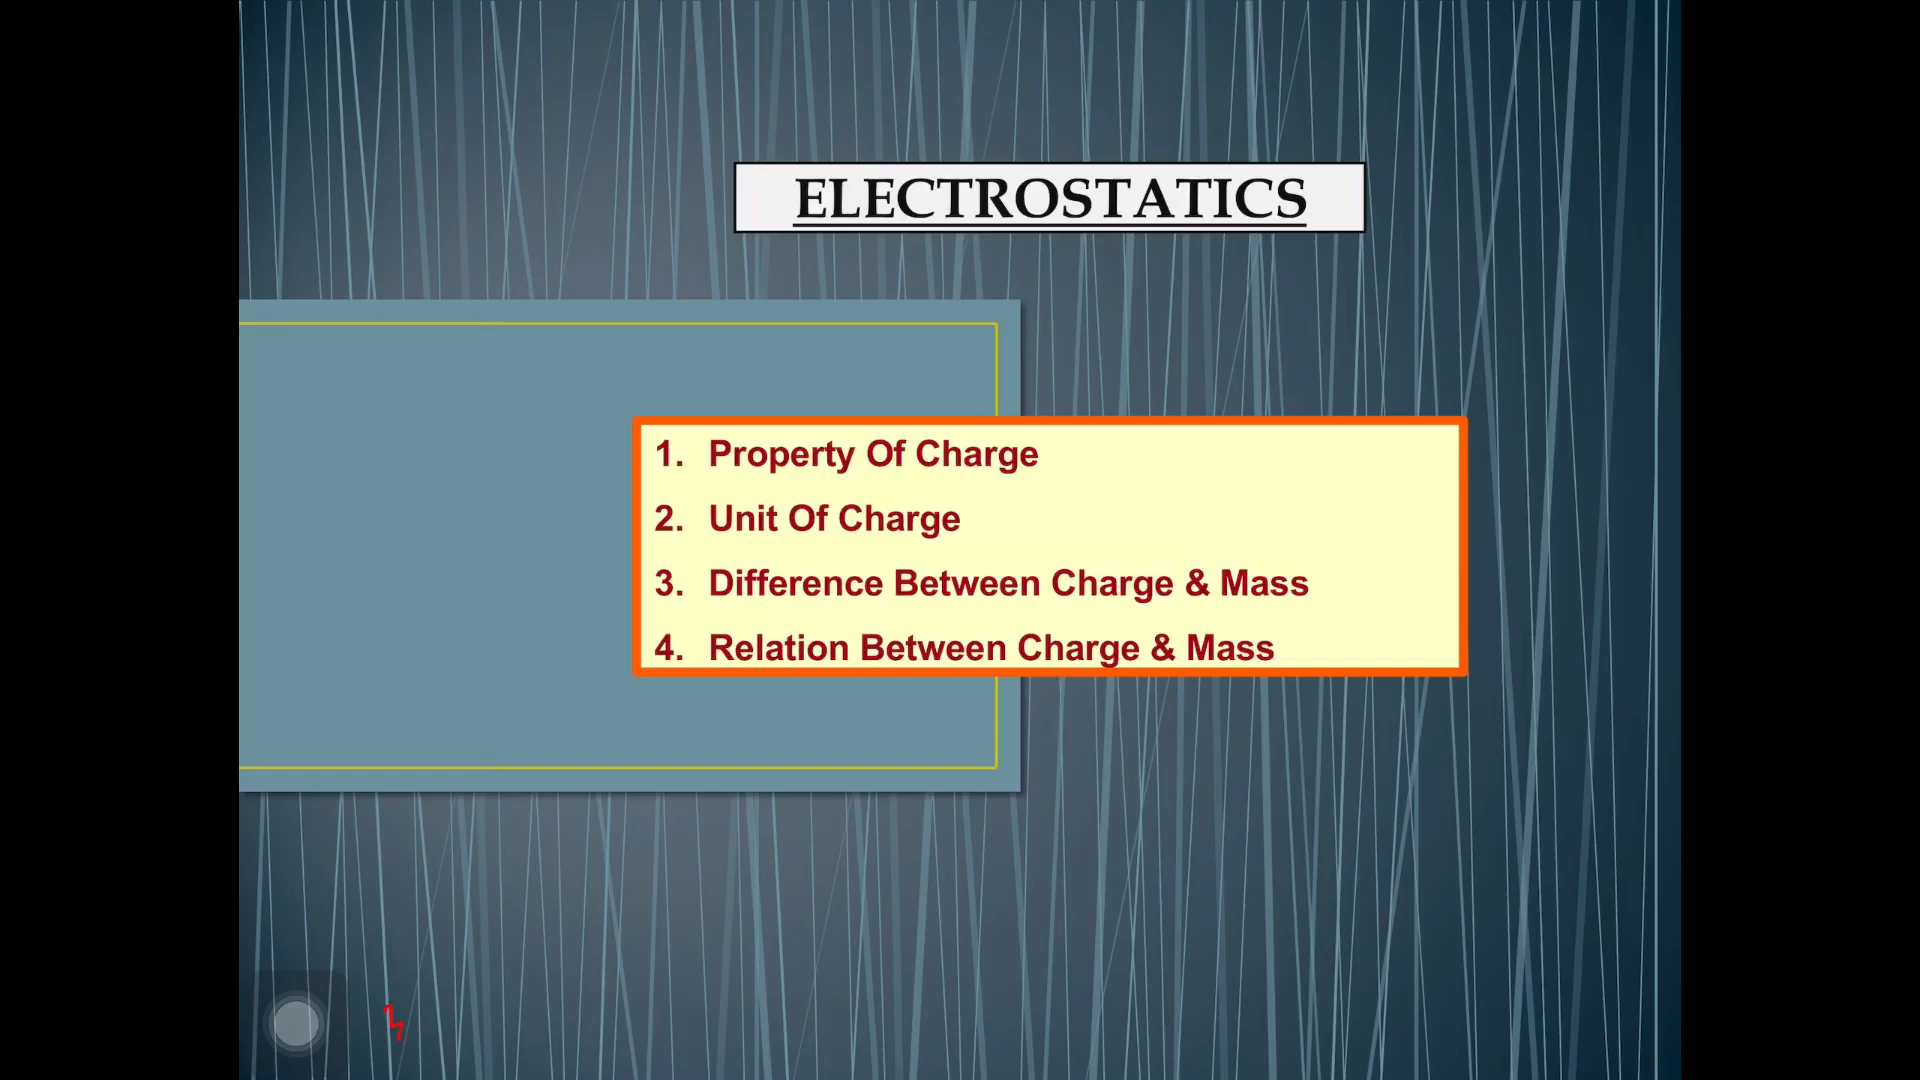 ELECTROSTATICS
1. Property Of Charge
2. Unit Of Charge
3. Difference Between Charge & Mass
4. Relation Between Charge & Mass